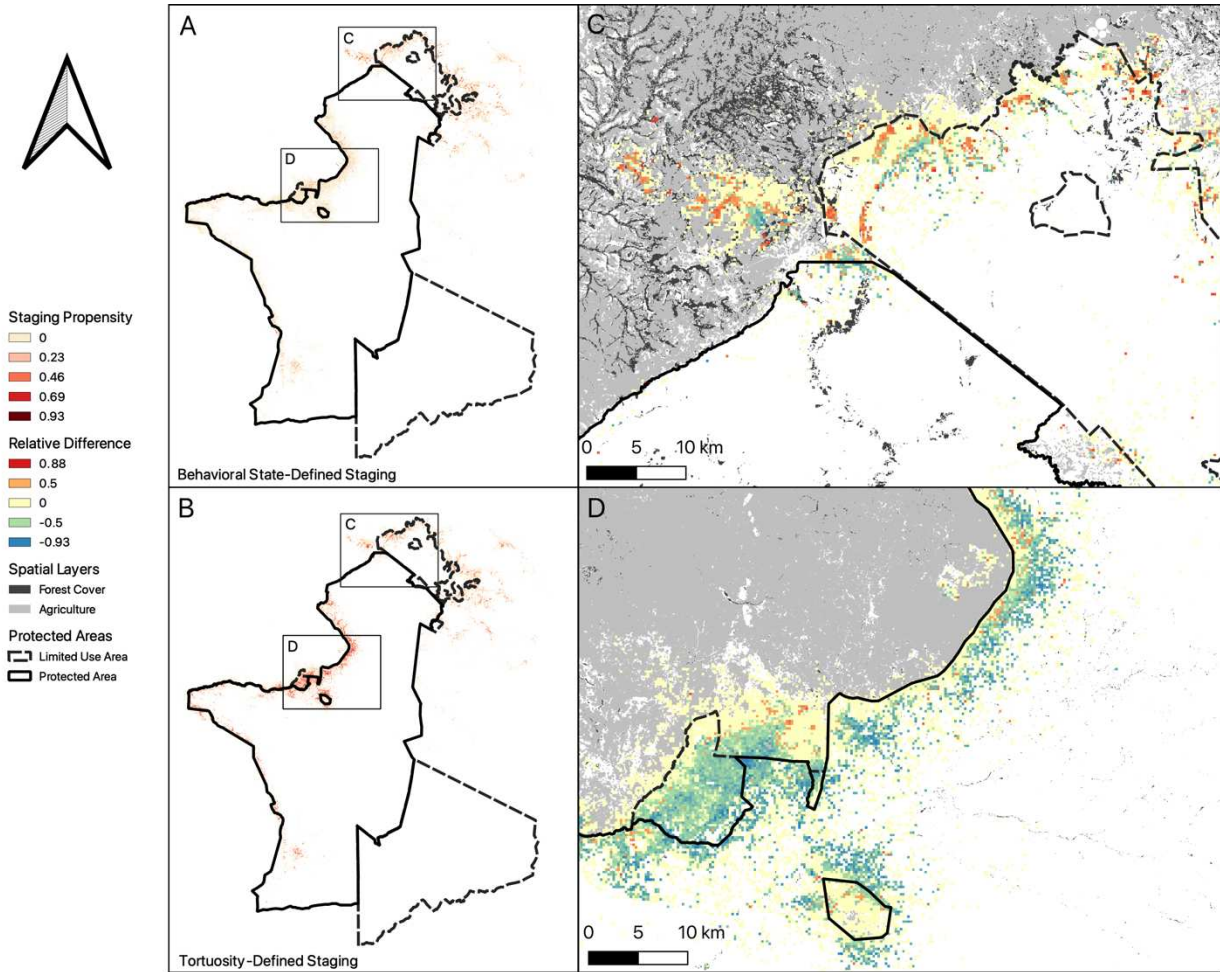 Staging Propensity
0
0.23
0.46
0.69
0.93
Relative Difference
0.88
0.5
0
-0.5
-0.93
Spatial Layers
Forest Cover
Agriculture
Protected Areas
Limited Use Area
Protected Area
A
C
D
Behavioral State-Defined Staging
B
C
D
Tortuosity-Defined Staging
C
0 5 10 km
D
0 5 10 km